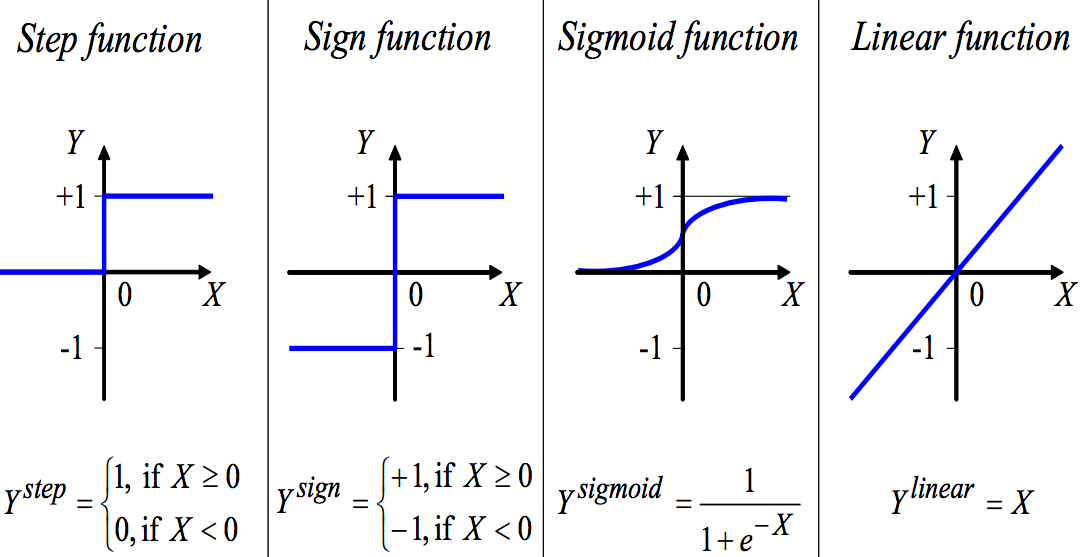 Step function
Y
+1
0
X
-1
Y^step = { 1, if X ≥ 0
0, if X < 0
Sign function
Y
+1
0
X
-1
Y^sign = { +1, if X ≥ 0
−1, if X < 0
Sigmoid function
Y
+1
0
X
-1
Y^sigmoid = 1 / (1+e^−X)
Linear function
Y
+1
0
X
-1
Y^linear = X